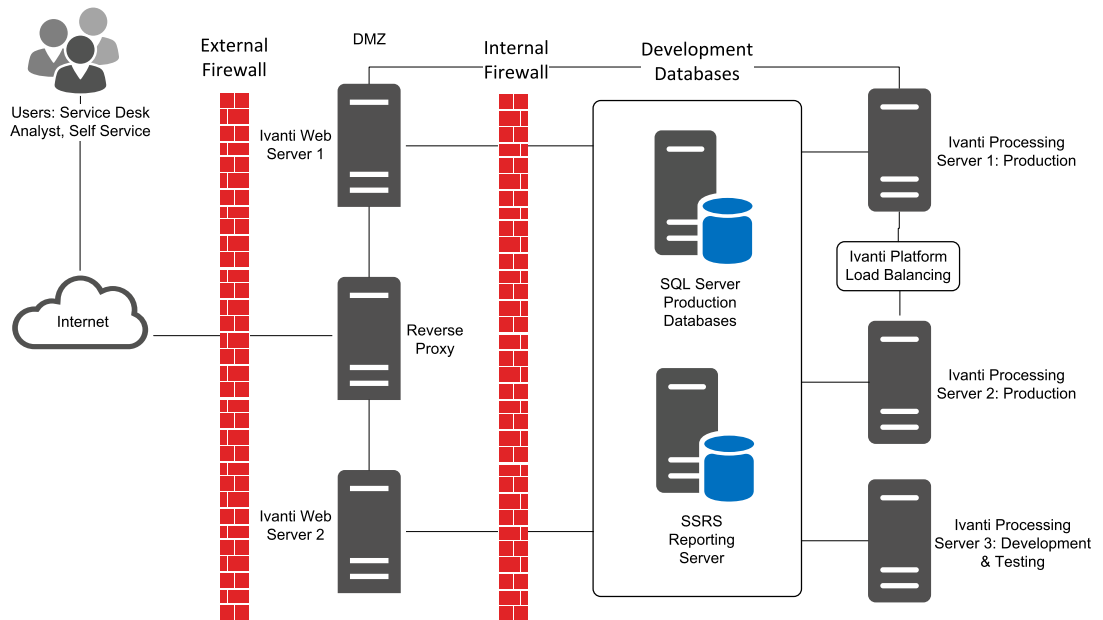 External
Firewall
DMZ
Internal
Firewall
Development
Databases
Users: Service Desk
Analyst, Self Service
Ivanti Web
Server 1
Ivanti Processing
Server 1: Production
Ivanti Platform
Load Balancing
SQL Server
Production
Databases
Internet
Reverse
Proxy
Ivanti Processing
Server 2: Production
Ivanti Web
Server 2
SSRS
Reporting
Server
Ivanti Processing
Server 3: Development
& Testing